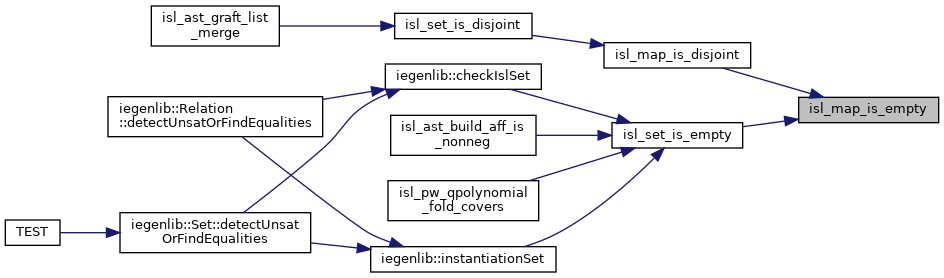 isl_ast_graft_list
_merge
isl_set_is_disjoint
isl_map_is_disjoint
iegenlib::checkIslSet
iegenlib::Relation
::detectUnsatOrFindEqualities
isl_map_is_empty
isl_ast_build_aff_is
_nonneg
isl_set_is_empty
isl_pw_qpolynomial
_fold_covers
TEST
iegenlib::Set::detectUnsat
OrFindEqualities
iegenlib::instantiationSet